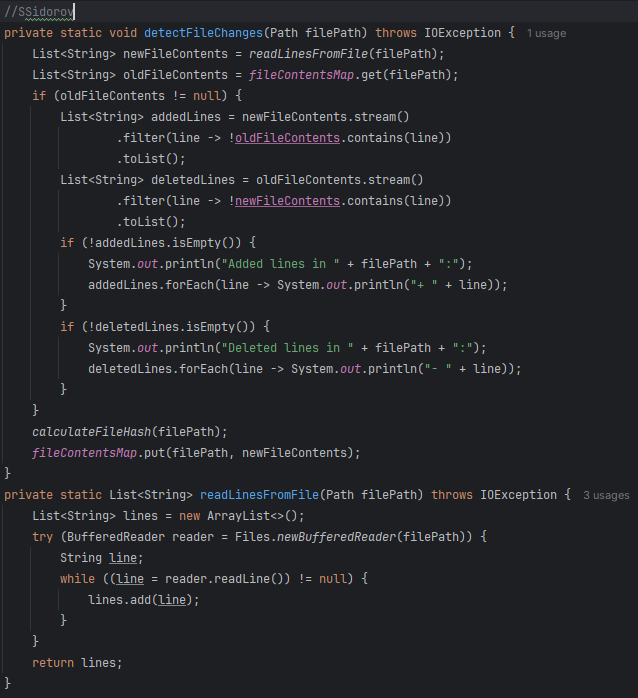 //SSidorov
private static void detectFileChanges(Path filePath) throws IOException { 1 usage
    List<String> newFileContents = readLinesFromFile(filePath);
    List<String> oldFileContents = fileContentsMap.get(filePath);
    if (oldFileContents != null) {
        List<String> addedLines = newFileContents.stream()
                .filter(line -> !oldFileContents.contains(line))
                .toList();
        List<String> deletedLines = oldFileContents.stream()
                .filter(line -> !newFileContents.contains(line))
                .toList();
        if (!addedLines.isEmpty()) {
            System.out.println("Added lines in " + filePath + ":");
            addedLines.forEach(line -> System.out.println("+ " + line));
        }
        if (!deletedLines.isEmpty()) {
            System.out.println("Deleted lines in " + filePath + ":");
            deletedLines.forEach(line -> System.out.println("- " + line));
        }
    }
    calculateFileHash(filePath);
    fileContentsMap.put(filePath, newFileContents);
}
private static List<String> readLinesFromFile(Path filePath) throws IOException { 3 usages
    List<String> lines = new ArrayList<>();
    try (BufferedReader reader = Files.newBufferedReader(filePath)) {
        String line;
        while ((line = reader.readLine()) != null) {
            lines.add(line);
        }
    }
    return lines;
}